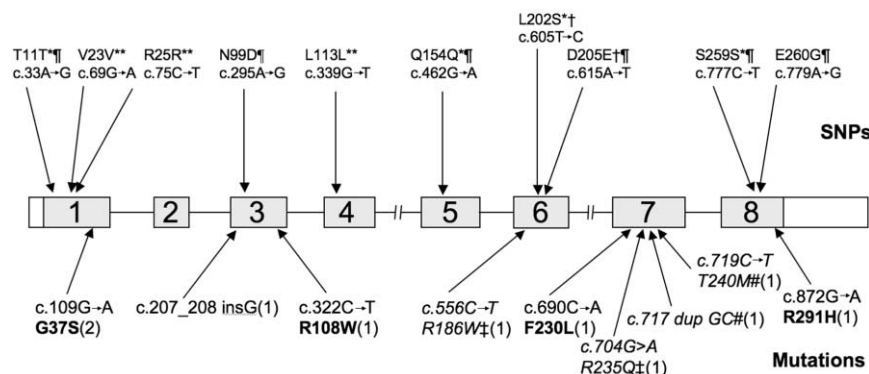 L202S*†
c.605T→C
T11T*¶ V23V** R25R** N99D¶ L113L** Q154Q*¶ D205E†¶ S259S*¶ E260G¶
c.33A→G c.69G→A c.75C→T c.295A→G c.339G→T c.462G→A c.615A→T c.777C→T c.779A→G
SNPs
1 2 3 4 5 6 7 8
c.719C→T
T240M#(1)
c.109G→A c.207_208 insG(1) c.322C→T c.556C→T c.690C→A c.717 dup GC#(1) c.872G→A
G37S(2) R108W(1) R186W‡(1) F230L(1) R291H(1)
c.704G>A
R235Q‡(1)
Mutations